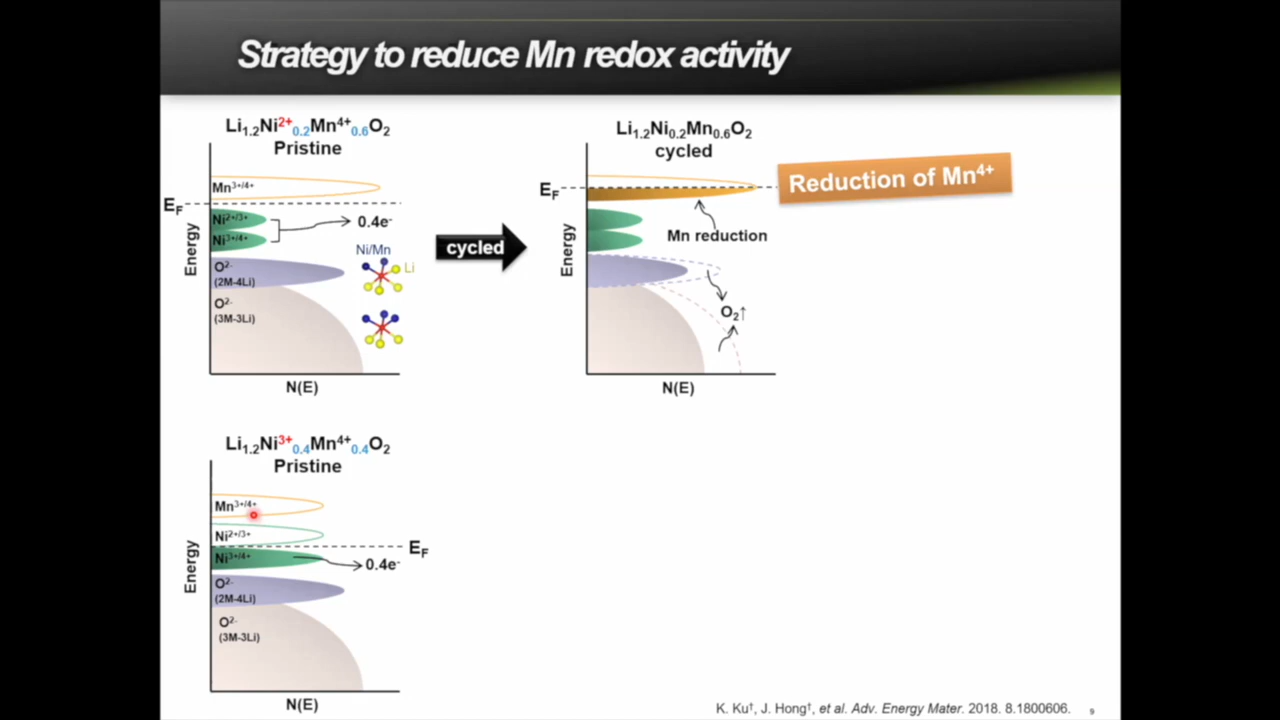 Strategy to reduce Mn redox activity
Li1.2Ni2+0.2Mn4+0.6O2
Pristine
Mn3+/4+
EF
Ni2+/3+
Ni3+/4+
0.4e-
O2-
(2M-4Li)
O2-
(3M-3Li)
Ni/Mn
Li
Energy
N(E)
cycled
Li1.2Ni0.2Mn0.6O2
cycled
EF
Mn reduction
O2↑
Energy
N(E)
Reduction of Mn4+
Li1.2Ni3+0.4Mn4+0.4O2
Pristine
Mn3+/4+
Ni2+/3+
EF
Ni3+/4+
0.4e-
O2-
(2M-4Li)
O2-
(3M-3Li)
Energy
N(E)
K. Ku†, J. Hong†, et al. Adv. Energy Mater. 2018. 8.1800606.
9